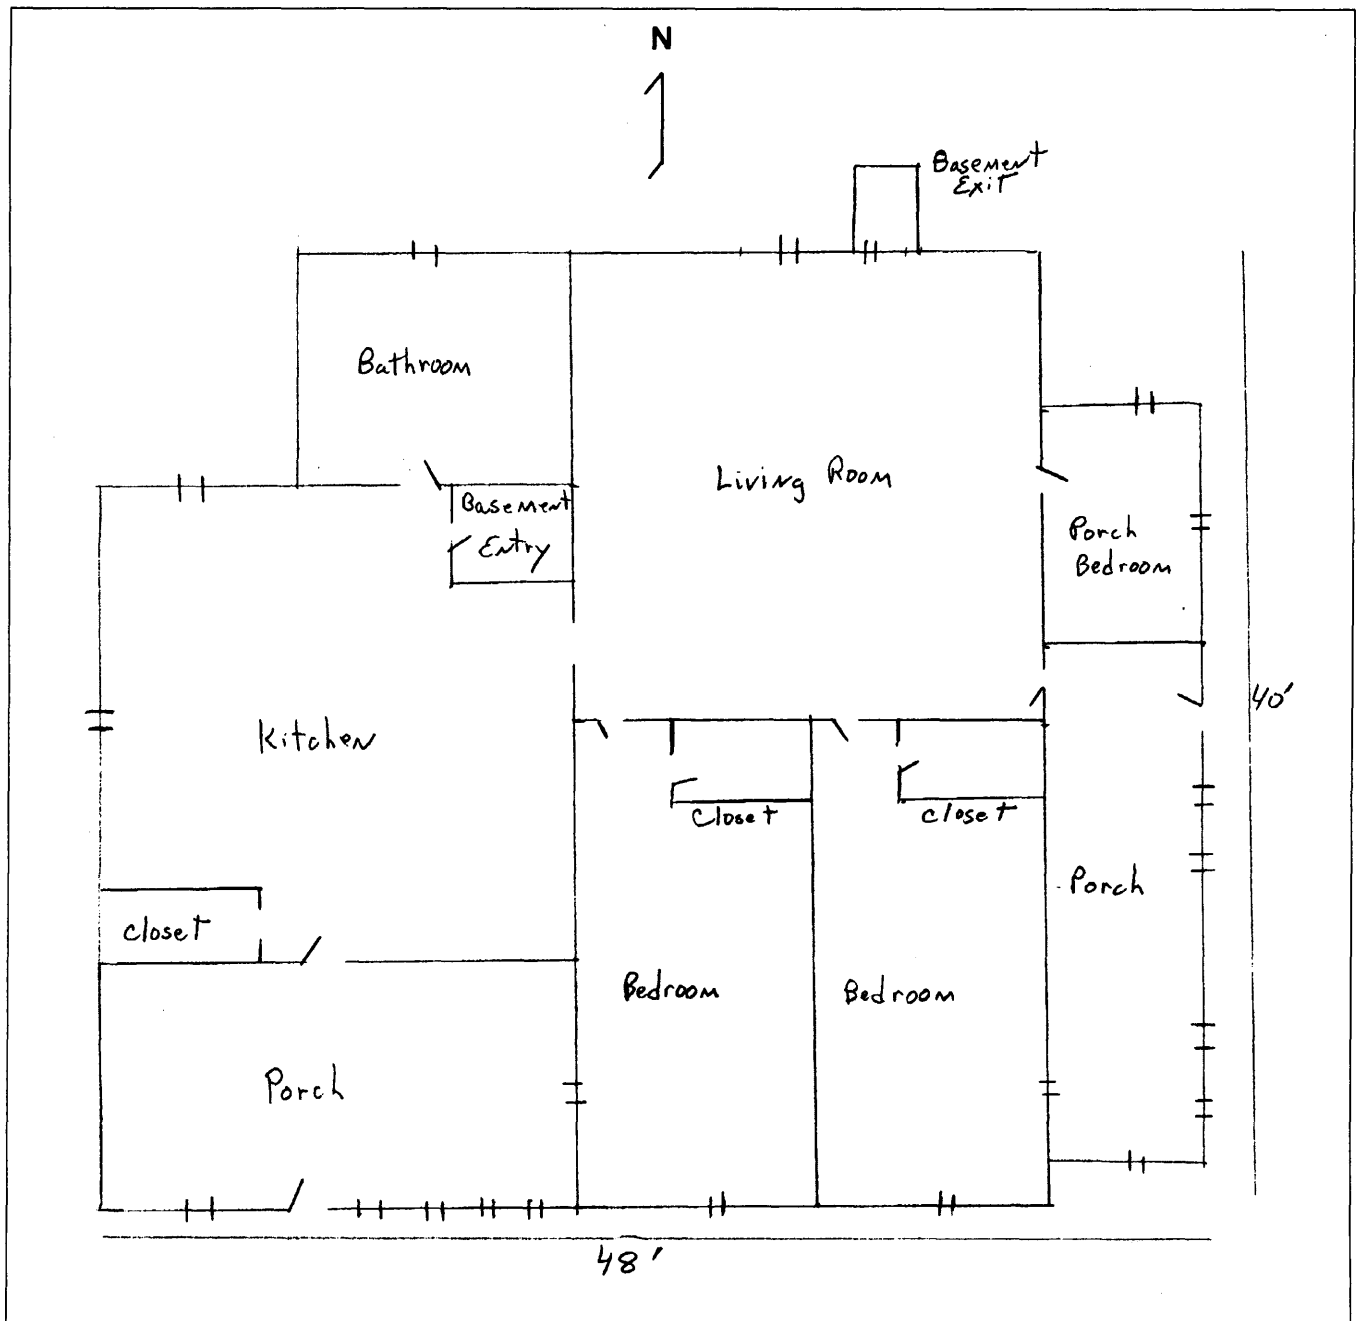 N
Basement
Exit
Bathroom
Living Room
Basement
Entry
Porch
Bedroom
40'
Kitchen
Closet
closet
Porch
closet
Bedroom
Bedroom
Porch
48'